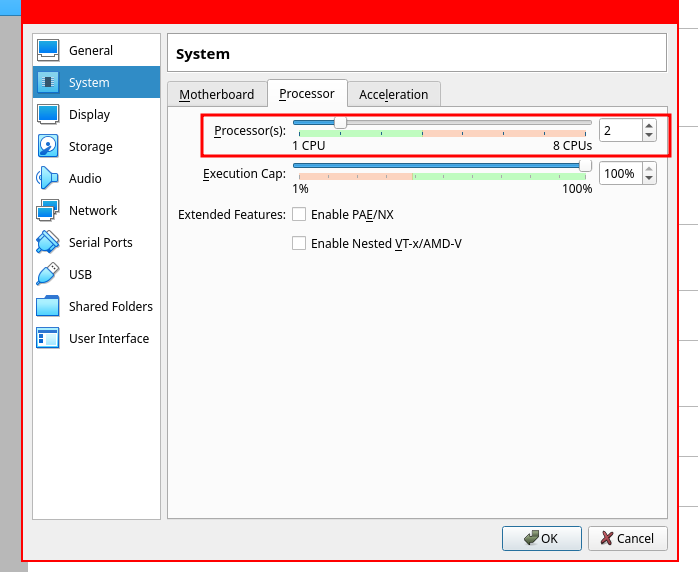 General
System
Display
Storage
Audio
Network
Serial Ports
USB
Shared Folders
User Interface
System
Motherboard
Processor
Acceleration
Processor(s):
2
1 CPU
8 CPUs
Execution Cap:
100%
1%
100%
Extended Features:
Enable PAE/NX
Enable Nested VT-x/AMD-V
OK
Cancel